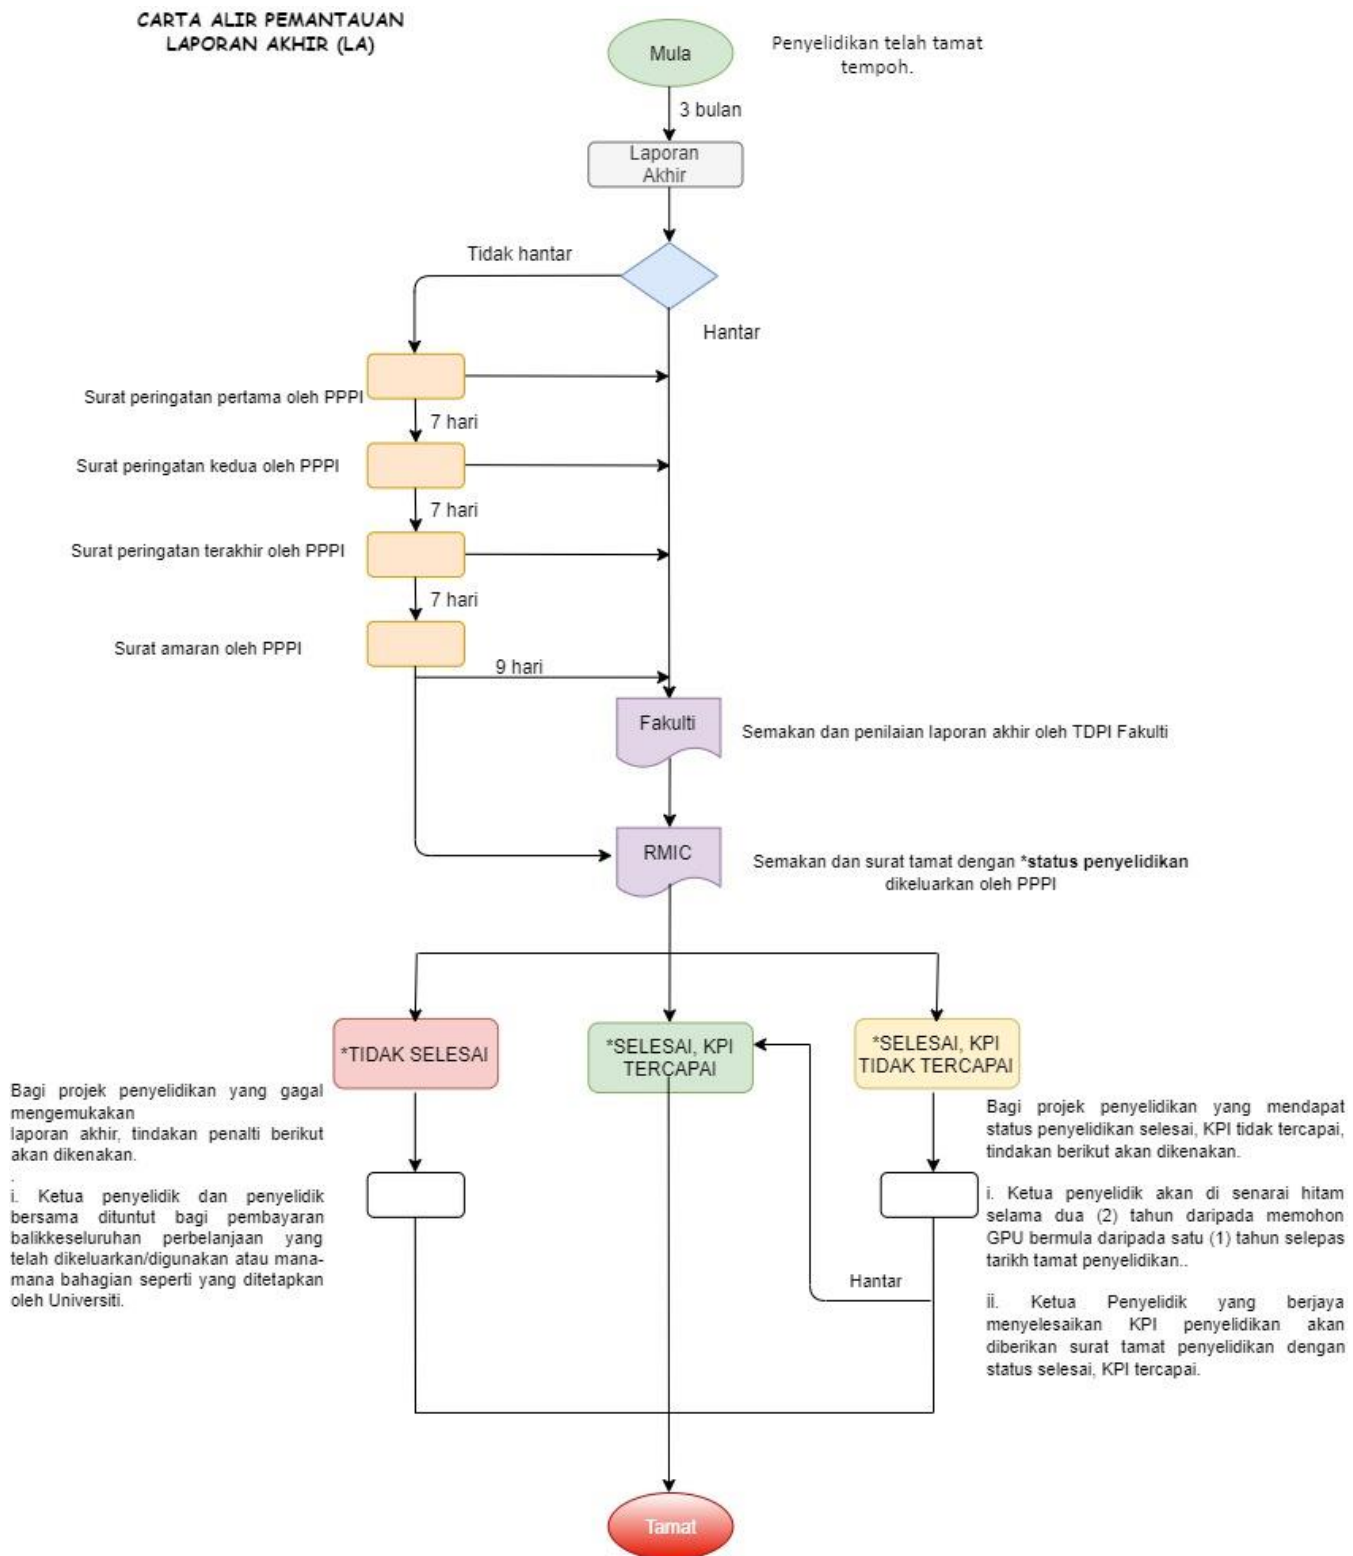 CARTA ALIR PEMANTAUAN
LAPORAN AKHIR (LA)
Mula
Penyelidikan telah tamat
tempoh.
3 bulan
Laporan
Akhir
Tidak hantar
Hantar
Surat peringatan pertama oleh PPPI
7 hari
Surat peringatan kedua oleh PPPI
7 hari
Surat peringatan terakhir oleh PPPI
7 hari
Surat amaran oleh PPPI
9 hari
Fakulti
Semakan dan penilaian laporan akhir oleh TDPI Fakulti
RMIC
Semakan dan surat tamat dengan *status penyelidikan
dikeluarkan oleh PPPI
*TIDAK SELESAI
*SELESAI, KPI
TERCAPAI
*SELESAI, KPI
TIDAK TERCAPAI
Bagi projek penyelidikan yang gagal
mengemukakan
laporan akhir, tindakan penalti berikut
akan dikenakan.
.
i. Ketua penyelidik dan penyelidik
bersama dituntut bagi pembayaran
balikkeseluruhan perbelanjaan yang
telah dikeluarkan/digunakan atau mana-
mana bahagian seperti yang ditetapkan
oleh Universiti.
Bagi projek penyelidikan yang mendapat
status penyelidikan selesai, KPI tidak tercapai,
tindakan berikut akan dikenakan.
i. Ketua penyelidik akan di senarai hitam
selama dua (2) tahun daripada memohon
GPU bermula daripada satu (1) tahun selepas
tarikh tamat penyelidikan..
Hantar
ii. Ketua Penyelidik yang berjaya
menyelesaikan KPI penyelidikan akan
diberikan surat tamat penyelidikan dengan
status selesai, KPI tercapai.
Tamat